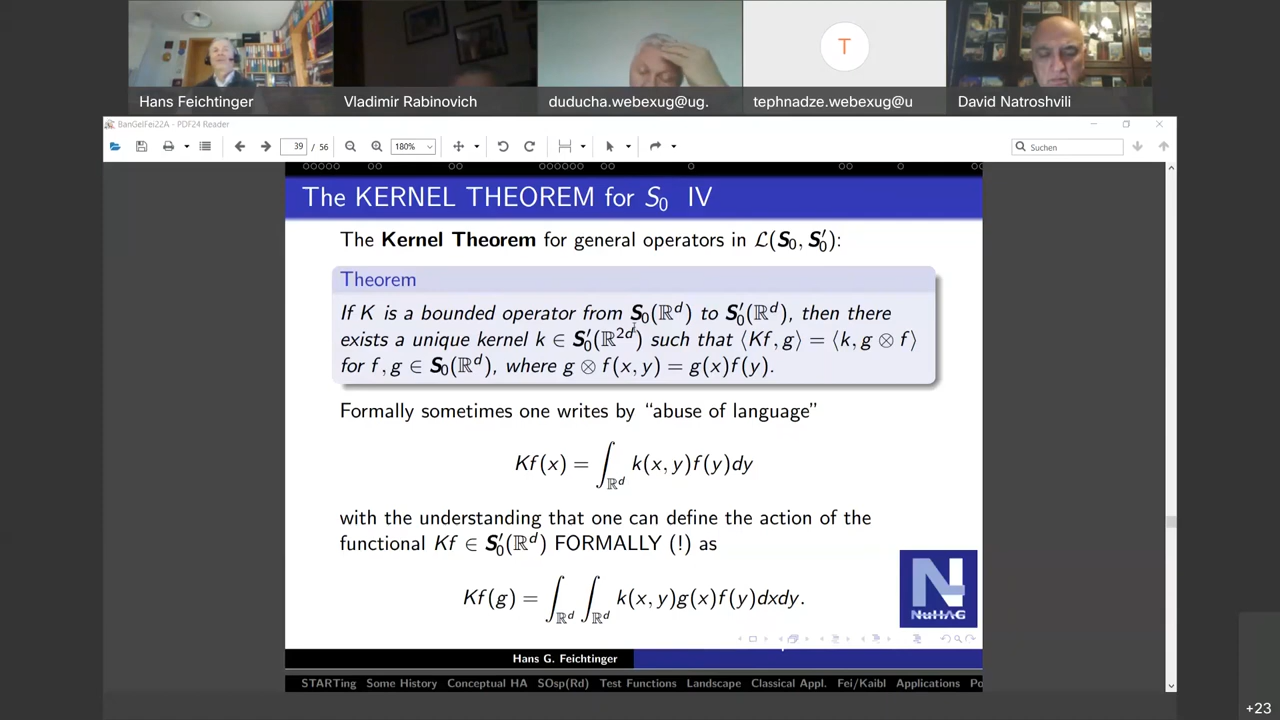 T
Hans Feichtinger
Vladimir Rabinovich
duducha.webexug@ug.
tephnadze.webexug@u
David Natroshvili
BanGelFei22A - PDF24 Reader
39 / 56
180%
Suchen
The KERNEL THEOREM for S₀ IV
The Kernel Theorem for general operators in ℒ(S₀, S₀′):
Theorem
If K is a bounded operator from S₀(ℝᵈ) to S₀′(ℝᵈ), then there
exists a unique kernel k ∈ S₀′(ℝ²ᵈ) such that ⟨Kf, g⟩ = ⟨k, g ⊗ f⟩
for f, g ∈ S₀(ℝᵈ), where g ⊗ f(x, y) = g(x)f(y).
Formally sometimes one writes by “abuse of language”
Kf(x) = ∫_ℝᵈ k(x, y)f(y)dy
with the understanding that one can define the action of the
functional Kf ∈ S₀′(ℝᵈ) FORMALLY (!) as
Kf(g) = ∫_ℝᵈ ∫_ℝᵈ k(x, y)g(x)f(y)dxdy.
N
NuHAG
Hans G. Feichtinger
STARTing Some History Conceptual HA SOsp(Rd) Test Functions Landscape Classical Appl. Fei/Kaibl Applications Po
+23